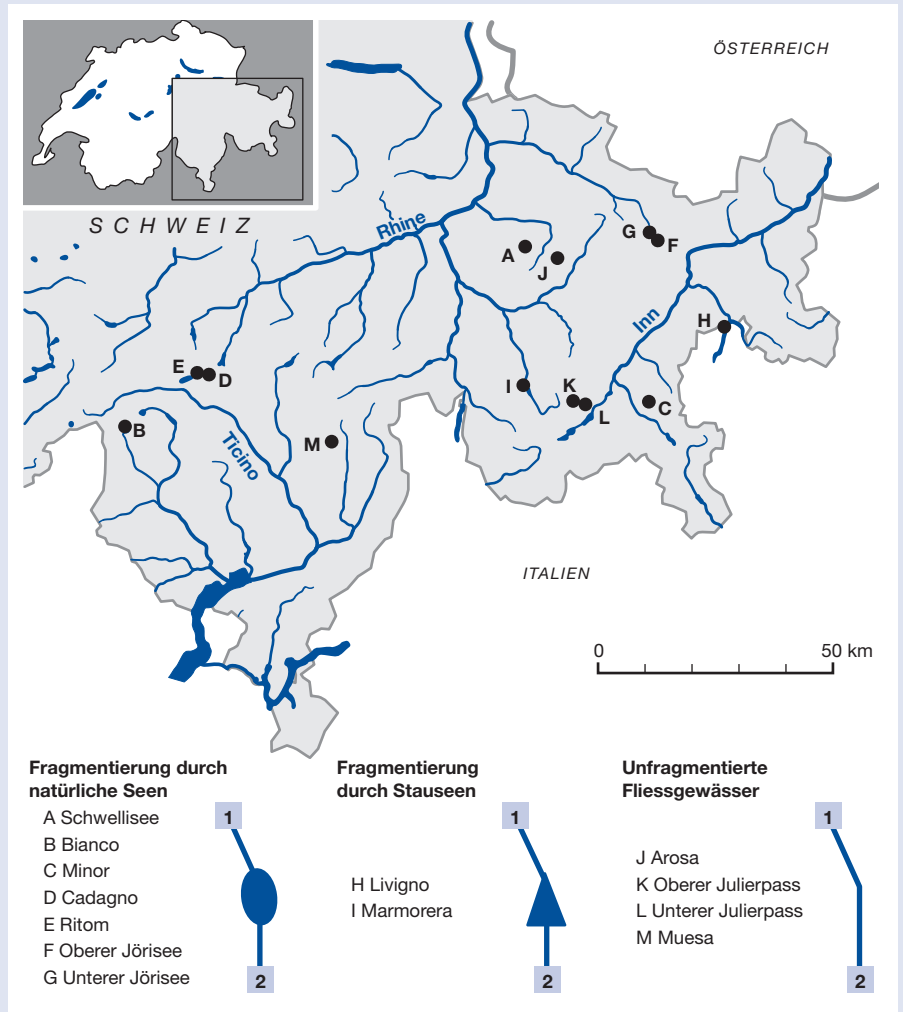 ÖSTERREICH
SCHWEIZ
Rhine
G
F
A
J
Inn
H
E
D
I
K
L
C
B
M
Ticino
ITALIEN
0
50 km
Fragmentierung durch
natürliche Seen
A Schwellisee
B Bianco
C Minor
D Cadagno
E Ritom
F Oberer Jörisee
G Unterer Jörisee
1
2
Fragmentierung
durch Stauseen
H Livigno
I Marmorera
1
2
Unfragmentierte
Fliessgewässer
J Arosa
K Oberer Julierpass
L Unterer Julierpass
M Muesa
1
2